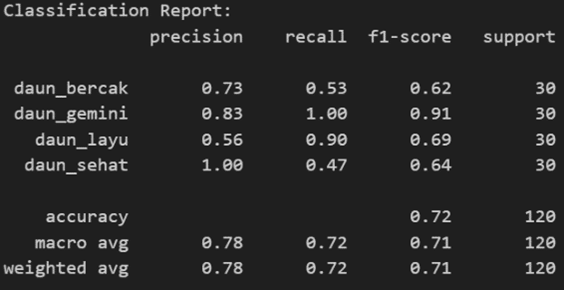 Classification Report:
precision recall f1-score support
daun_bercak 0.73 0.53 0.62 30
daun_gemini 0.83 1.00 0.91 30
daun_layu 0.56 0.90 0.69 30
daun_sehat 1.00 0.47 0.64 30
accuracy 0.72 120
macro avg 0.78 0.72 0.71 120
weighted avg 0.78 0.72 0.71 120